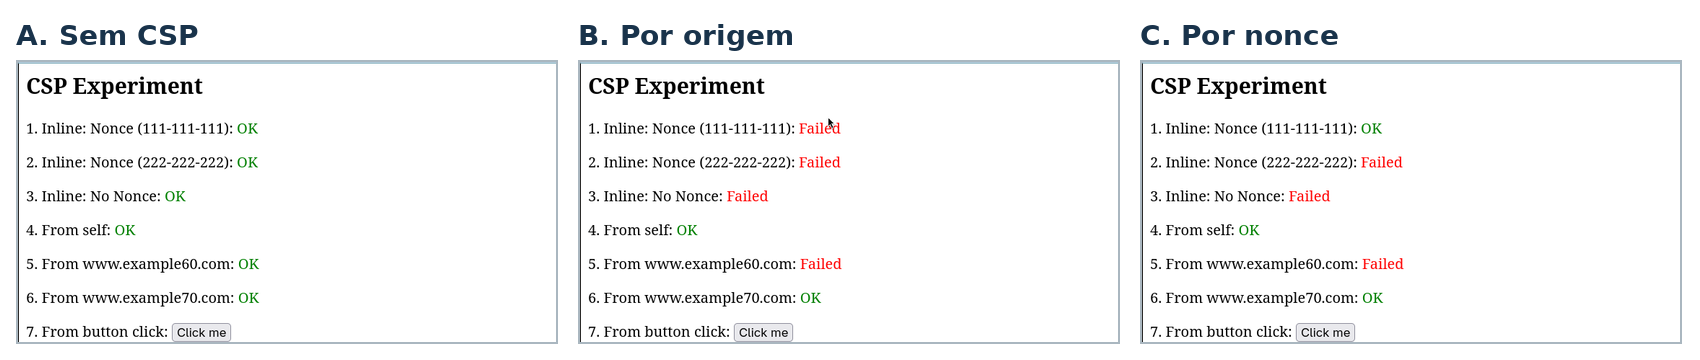 A. Sem CSP
CSP Experiment
1. Inline: Nonce (111-111-111): OK
2. Inline: Nonce (222-222-222): OK
3. Inline: No Nonce: OK
4. From self: OK
5. From www.example60.com: OK
6. From www.example70.com: OK
7. From button click: Click me
B. Por origem
CSP Experiment
1. Inline: Nonce (111-111-111): Failed
2. Inline: Nonce (222-222-222): Failed
3. Inline: No Nonce: Failed
4. From self: OK
5. From www.example60.com: Failed
6. From www.example70.com: OK
7. From button click: Click me
C. Por nonce
CSP Experiment
1. Inline: Nonce (111-111-111): OK
2. Inline: Nonce (222-222-222): Failed
3. Inline: No Nonce: Failed
4. From self: OK
5. From www.example60.com: Failed
6. From www.example70.com: OK
7. From button click: Click me